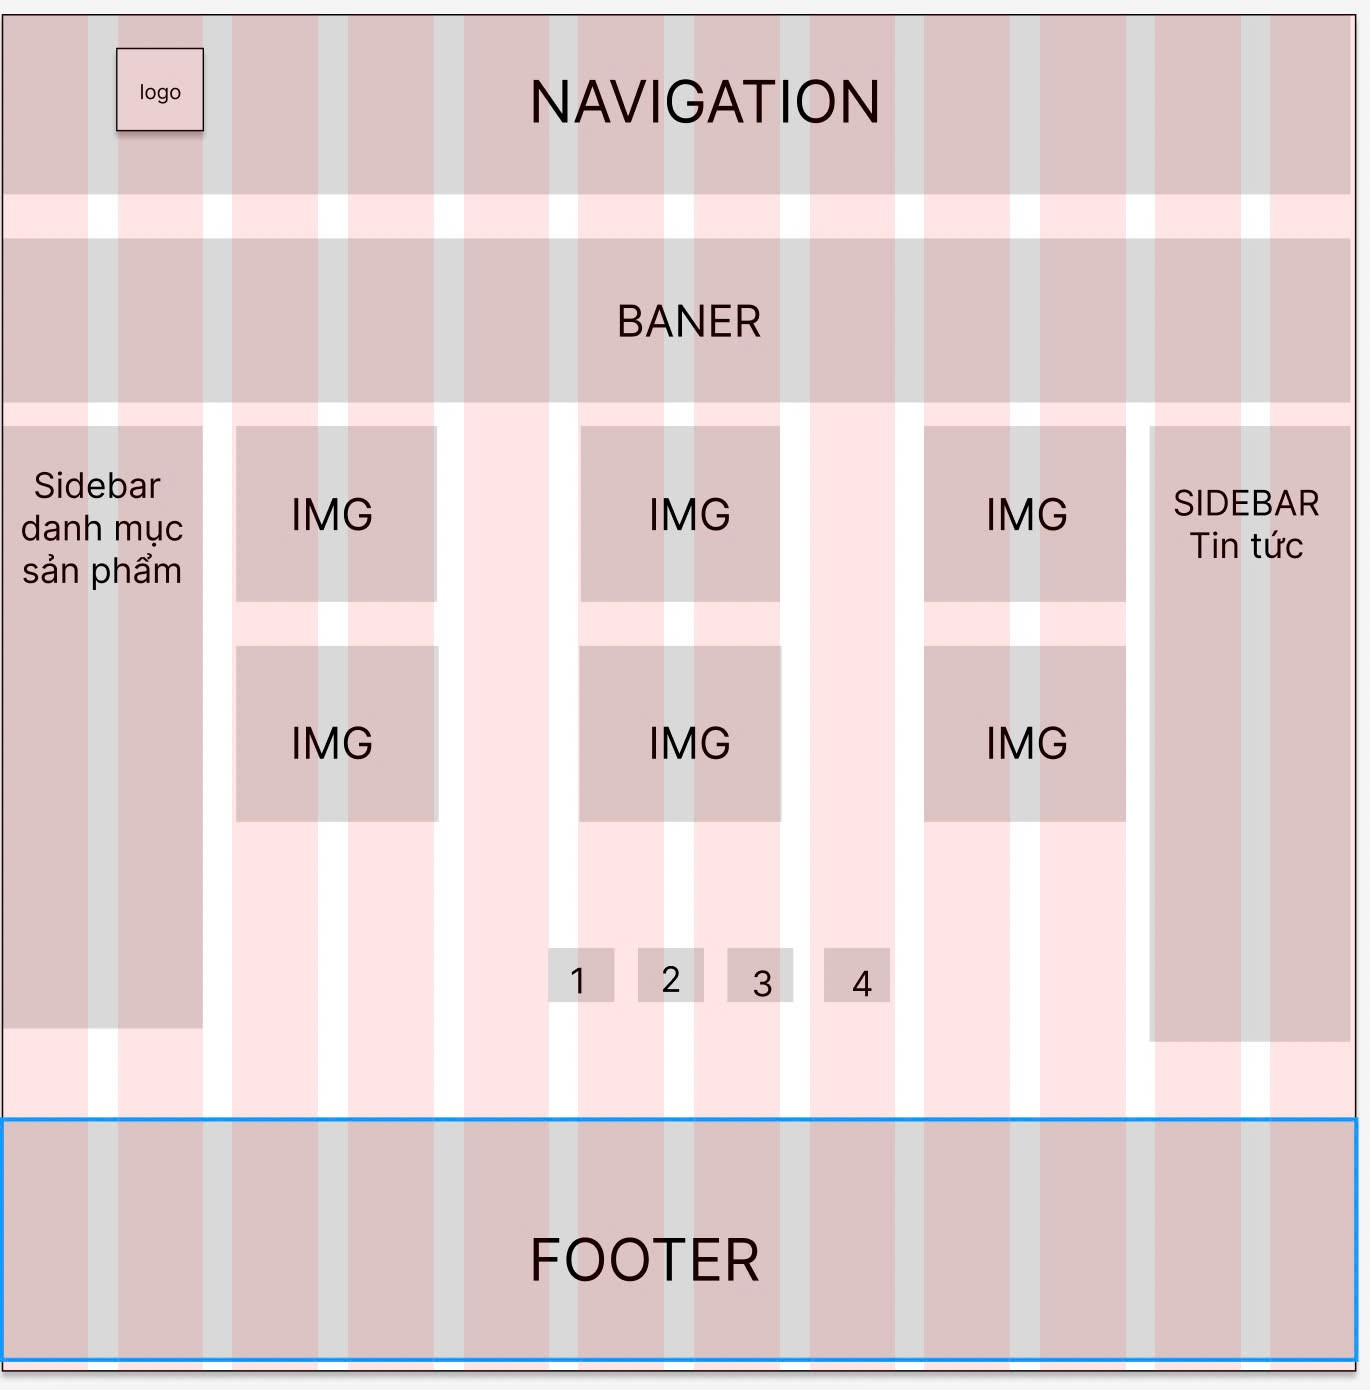 logo
NAVIGATION
BANER
Sidebar
danh mục
sản phẩm
IMG
IMG
IMG
SIDEBAR
Tin tức
IMG
IMG
IMG
1
2
3
4
FOOTER